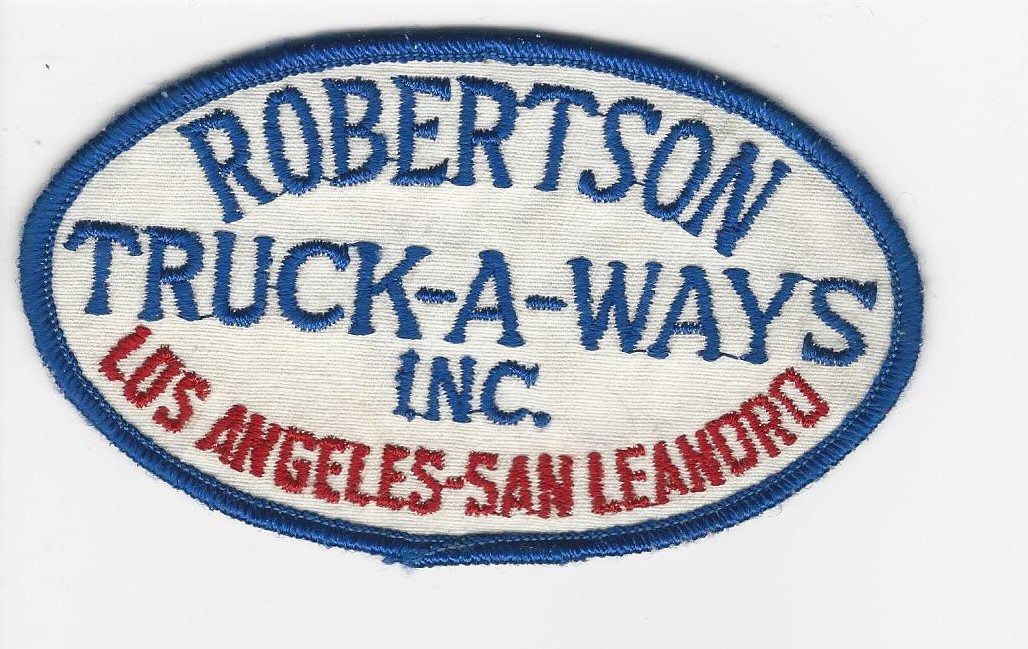 ROBERTSON
TRUCK-A-WAYS
INC.
LOS ANGELES-SAN LEANDRO